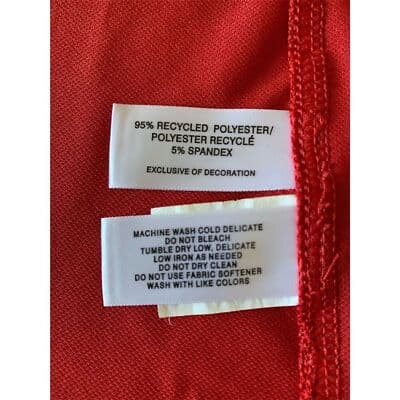 95% RECYCLED POLYESTER/
POLYESTER RECYCLÉ
5% SPANDEX
EXCLUSIVE OF DECORATION
MACHINE WASH COLD DELICATE
DO NOT BLEACH
TUMBLE DRY LOW, DELICATE
LOW IRON AS NEEDED
DO NOT DRY CLEAN
DO NOT USE FABRIC SOFTENER
WASH WITH LIKE COLORS